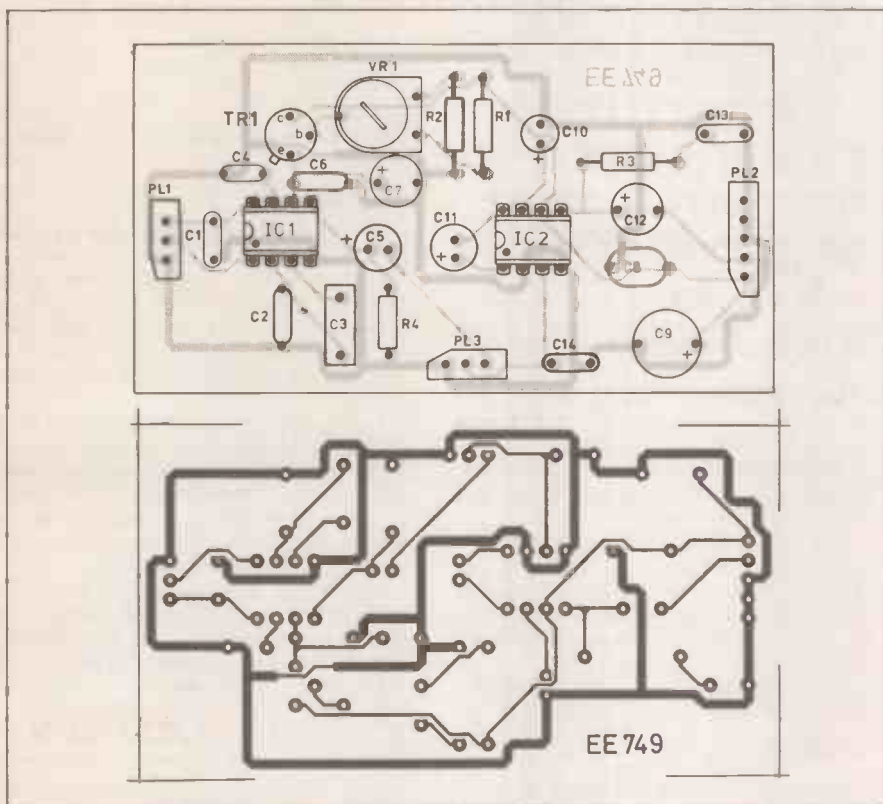 VR1
EE749
TR1
c
b
e
R2
R1
C10
+
C13
C4
C6
+
C7
R3
PL1
PL2
C1
IC1
+
C5
C11
+
IC2
+
C12
C2
C3
R4
PL3
C14
C9
+
EE749